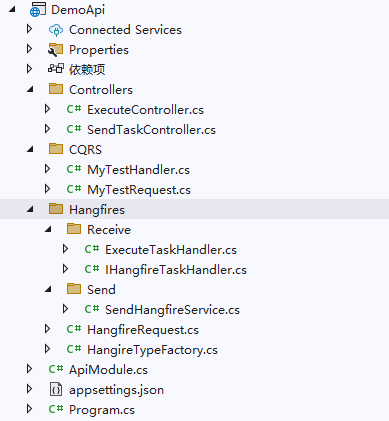 DemoApi
Connected Services
Properties
依赖项
Controllers
C# ExecuteController.cs
C# SendTaskController.cs
CQRS
C# MyTestHandler.cs
C# MyTestRequest.cs
Hangfires
Receive
C# ExecuteTaskHandler.cs
C# IHangfireTaskHandler.cs
Send
C# SendHangfireService.cs
C# HangfireRequest.cs
C# HangireTypeFactory.cs
C# ApiModule.cs
appsettings.json
C# Program.cs